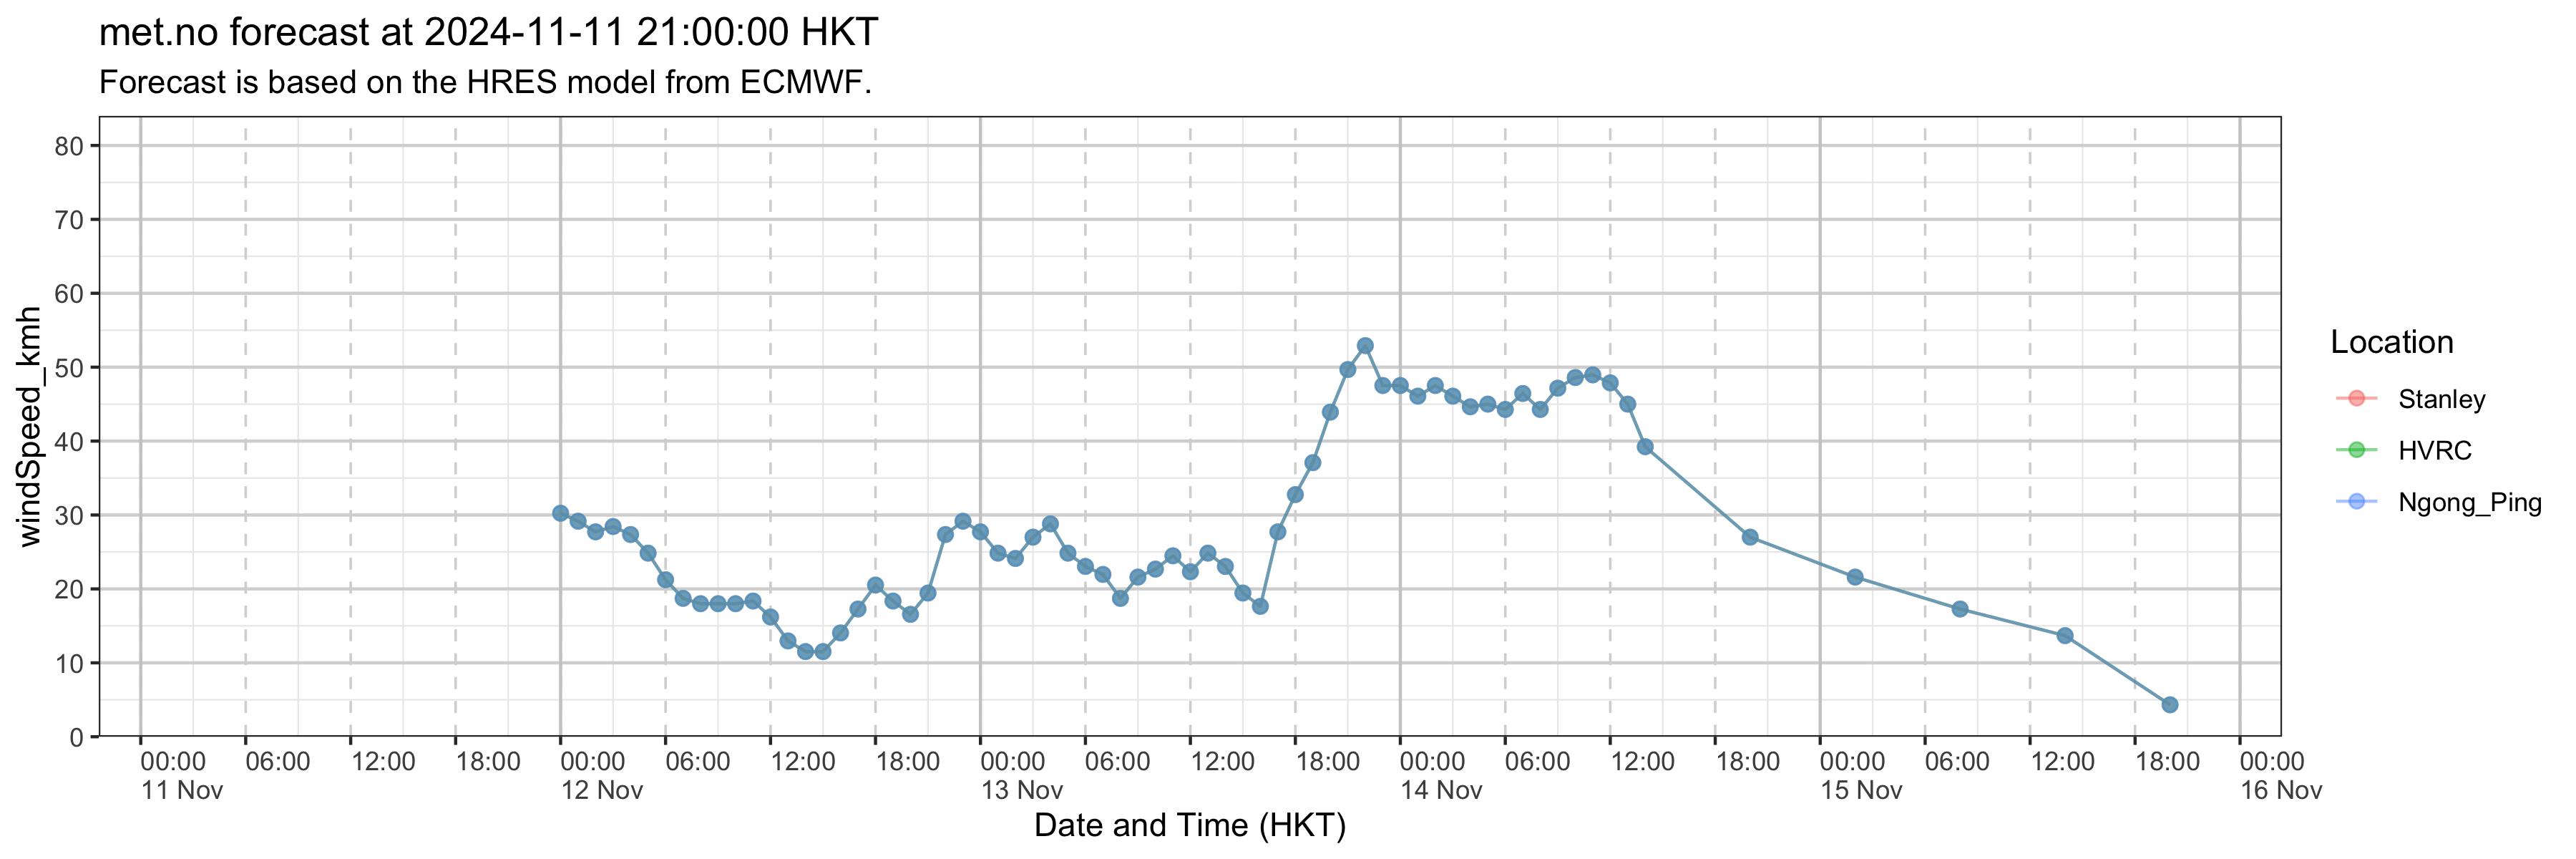 met.no forecast at 2024-11-11 21:00:00 HKT
Forecast is based on the HRES model from ECMWF.
windSpeed_kmh
80
70
60
50
40
30
20
10
0
00:00 06:00 12:00 18:00 00:00 06:00 12:00 18:00 00:00 06:00 12:00 18:00 00:00 06:00 12:00 18:00 00:00 06:00 12:00 18:00 00:00
11 Nov 12 Nov 13 Nov 14 Nov 15 Nov 16 Nov
Date and Time (HKT)
Location
Stanley
HVRC
Ngong_Ping